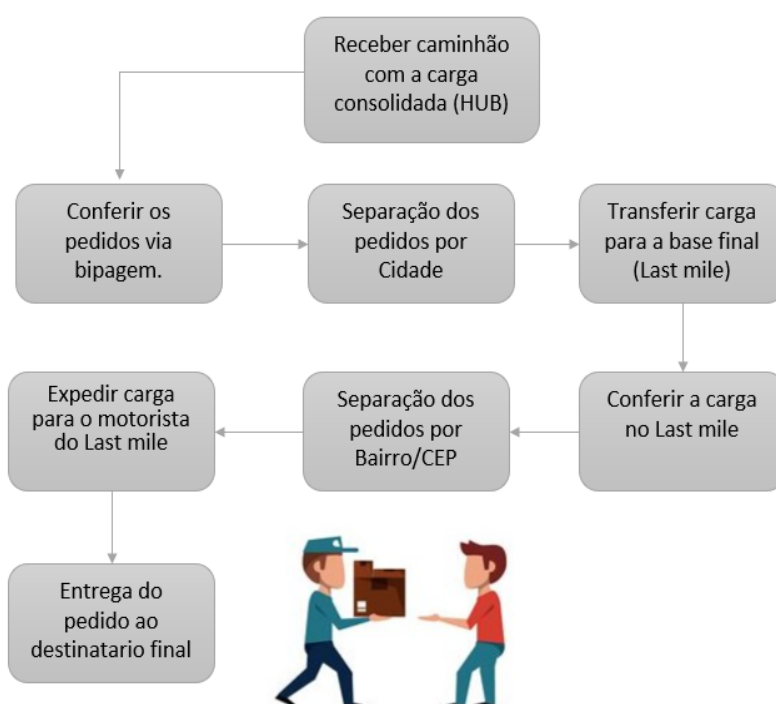 Receber caminhão
com a carga
consolidada (HUB)
Conferir os
pedidos via
bipagem.
Separação dos
pedidos por
Cidade
Transferir carga
para a base final
(Last mile)
Conferir a carga
no Last mile
Separação dos
pedidos por
Bairro/CEP
Expedir carga
para o motorista
do Last mile
Entrega do
pedido ao
destinatario final